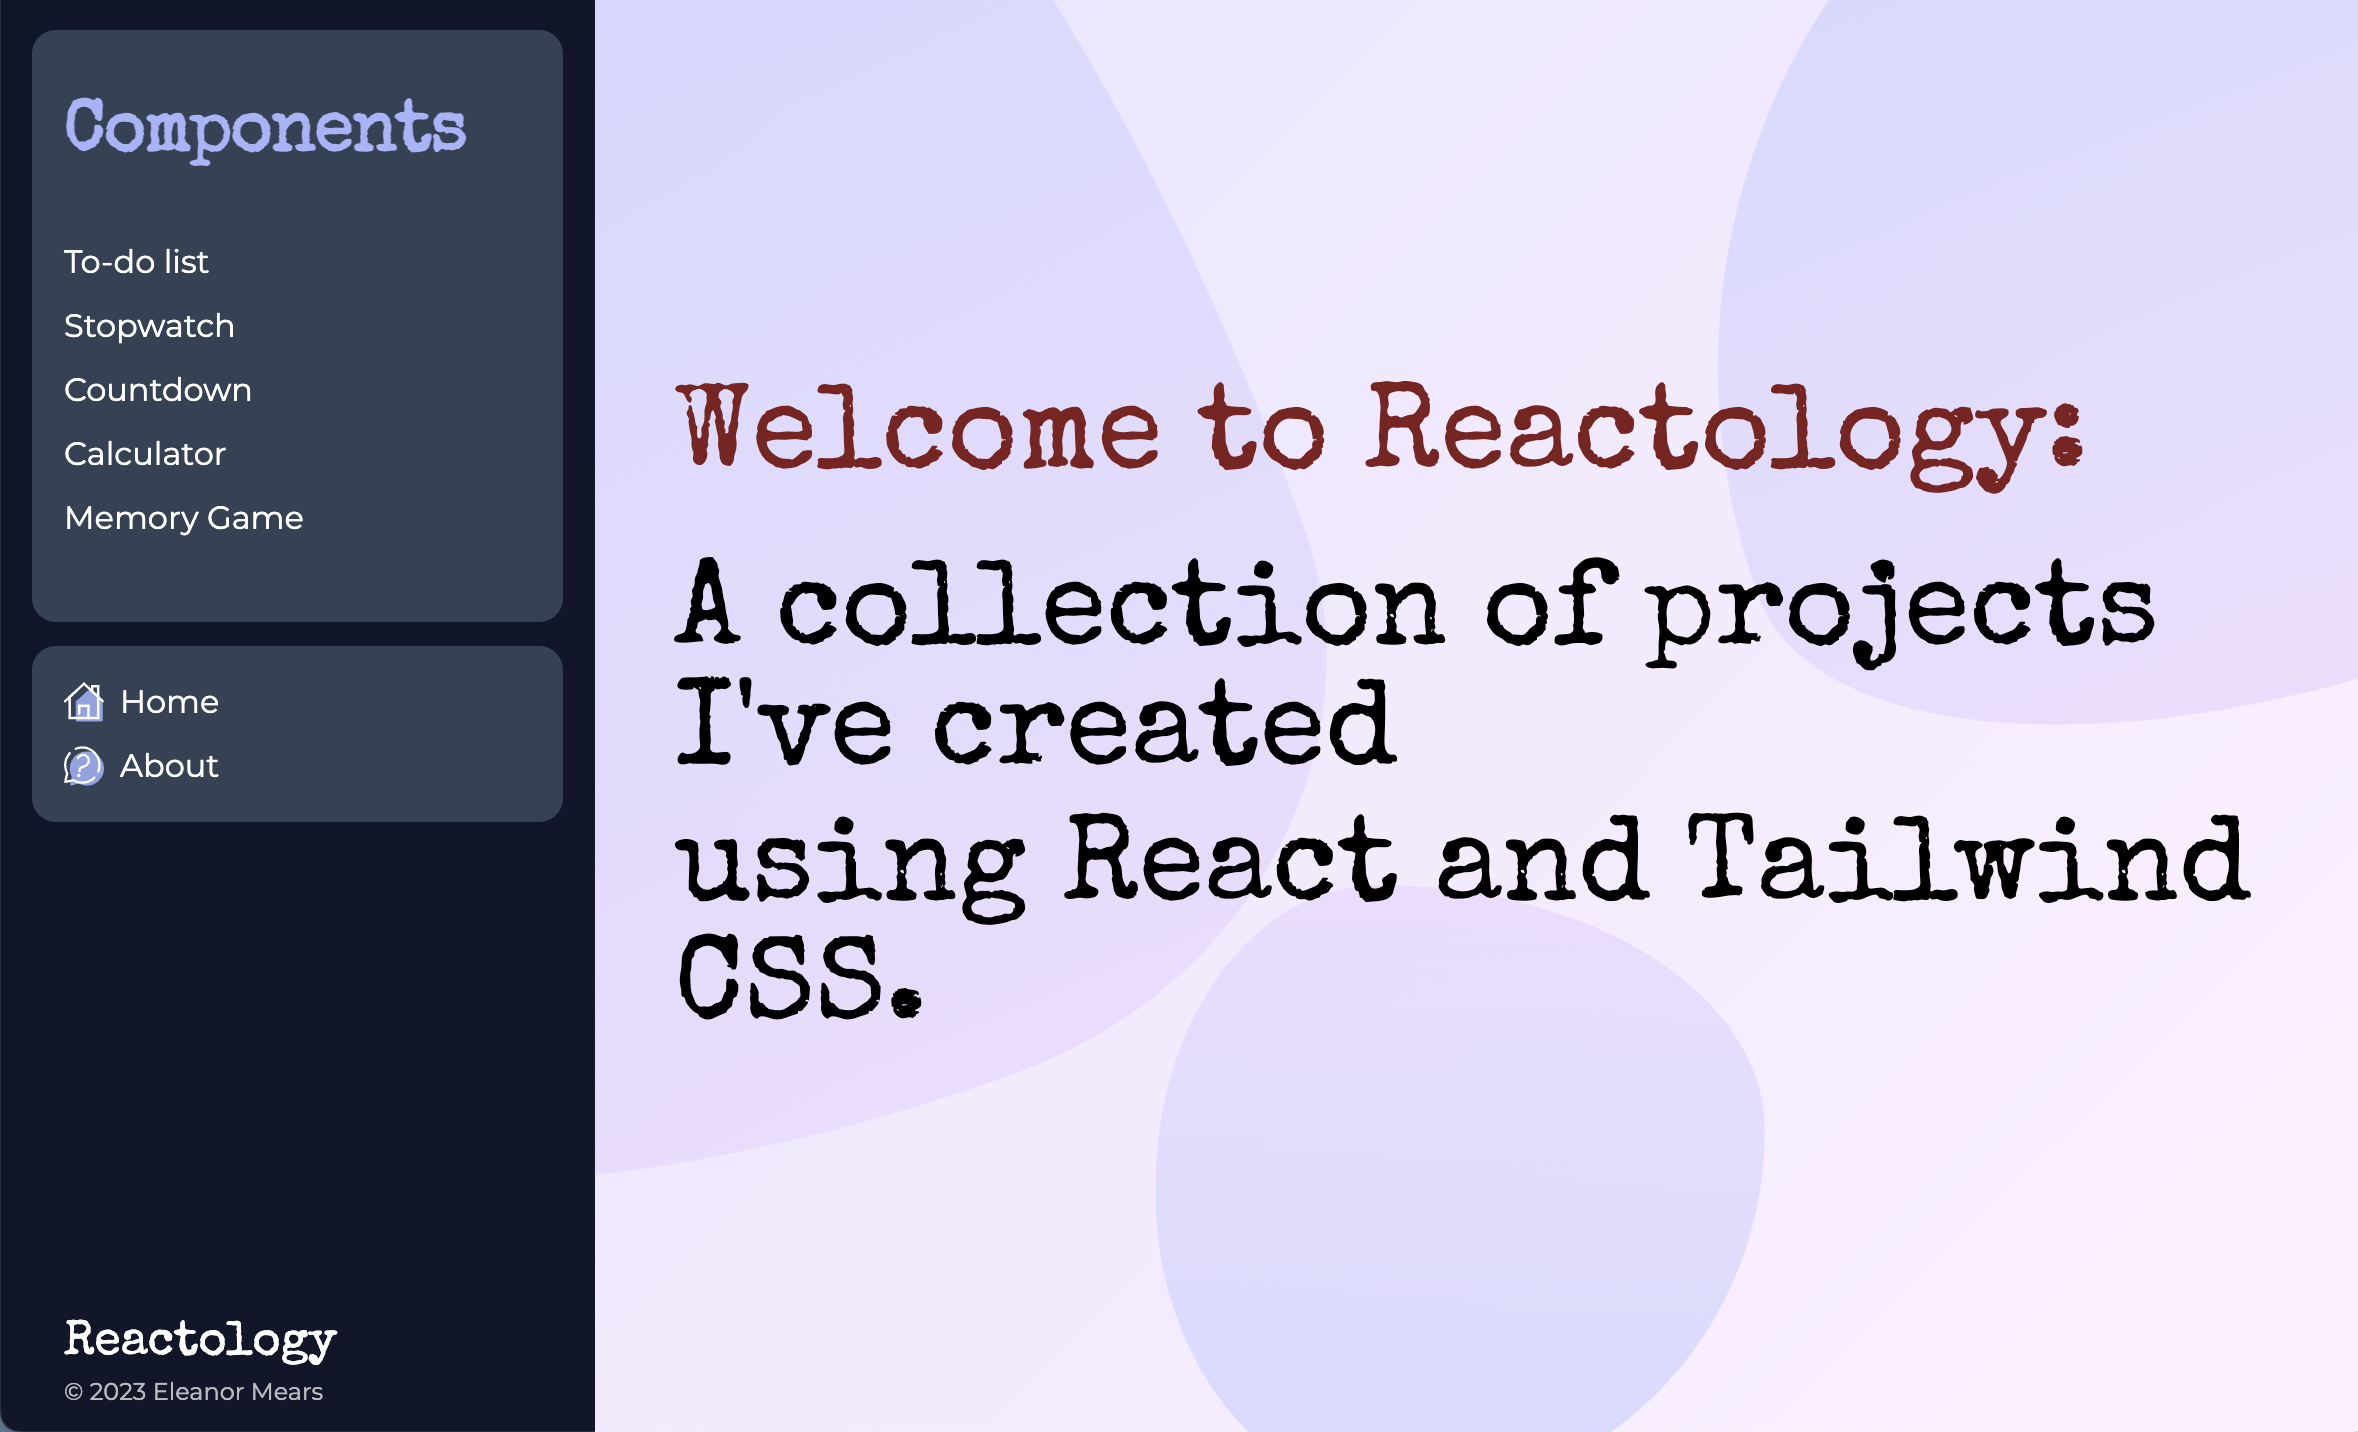 Components
To-do list
Stopwatch
Countdown
Calculator
Memory Game
Home
About
Reactology
© 2023 Eleanor Mears
Welcome to Reactology:
A collection of projects
I've created
using React and Tailwind
CSS.